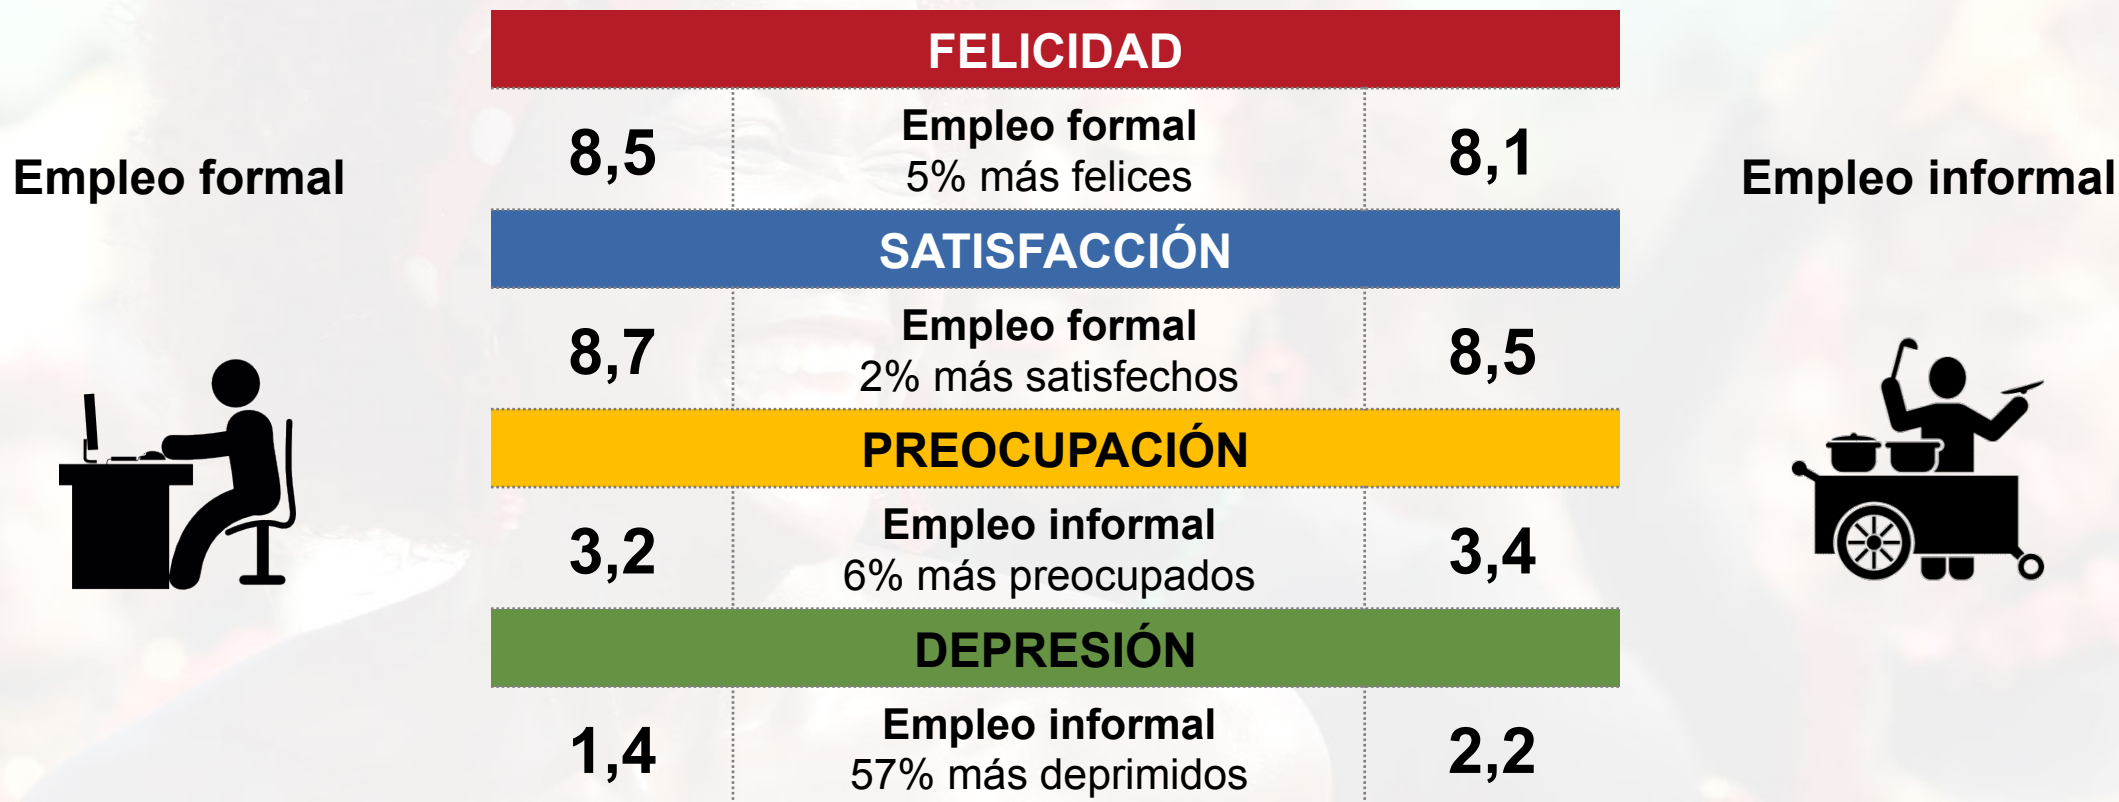 FELICIDAD
Empleo formal
8,5
Empleo formal
5% más felices
8,1
Empleo informal
SATISFACCIÓN
8,7
Empleo formal
2% más satisfechos
8,5
PREOCUPACIÓN
3,2
Empleo informal
6% más preocupados
3,4
DEPRESIÓN
1,4
Empleo informal
57% más deprimidos
2,2